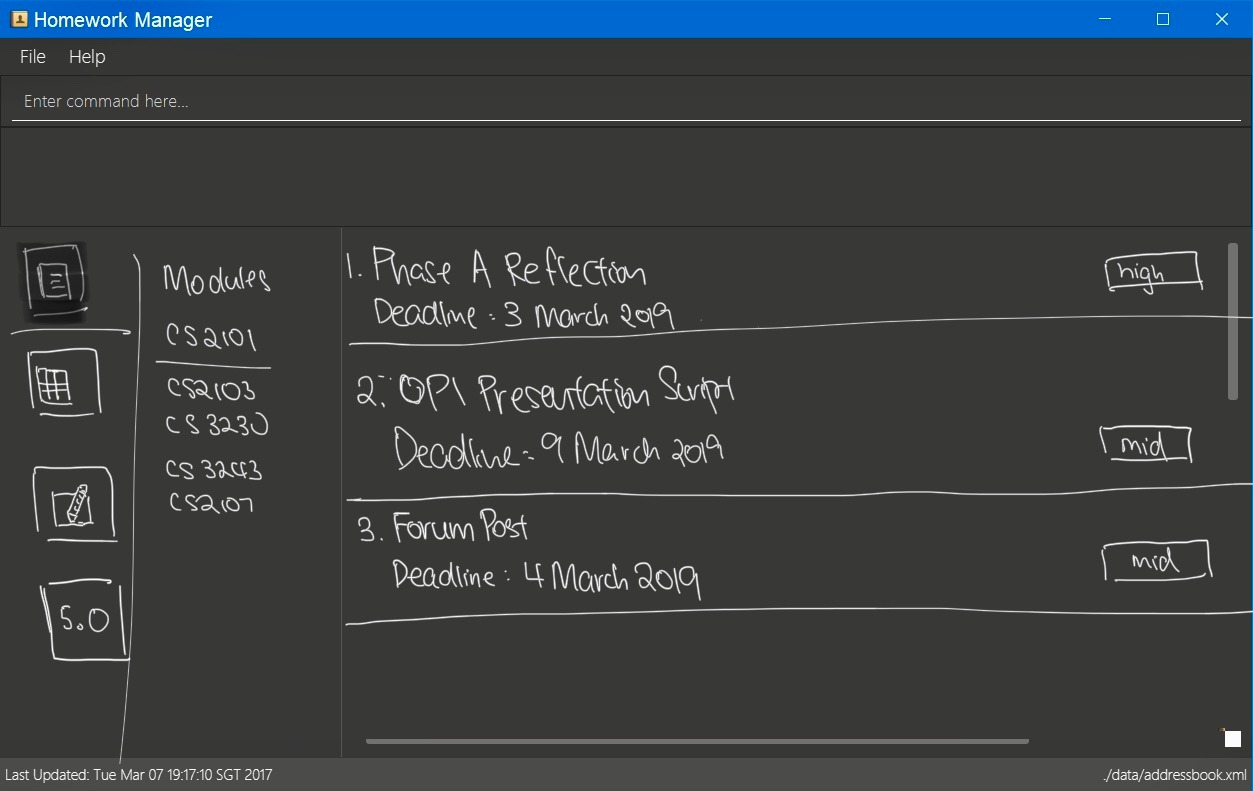 Homework Manager
File Help
Enter command here...
Modules
CS2101
CS2103
CS3230
CS3243
CS2107
5.0
1. Phase A Reflection
high
Deadline : 3 March 2019
2. OP1 Presentation Script
Deadline : 9 March 2019
mid
3. Forum Post
Deadline : 4 March 2019
mid
Last Updated: Tue Mar 07 19:17:10 SGT 2017
./data/addressbook.xml